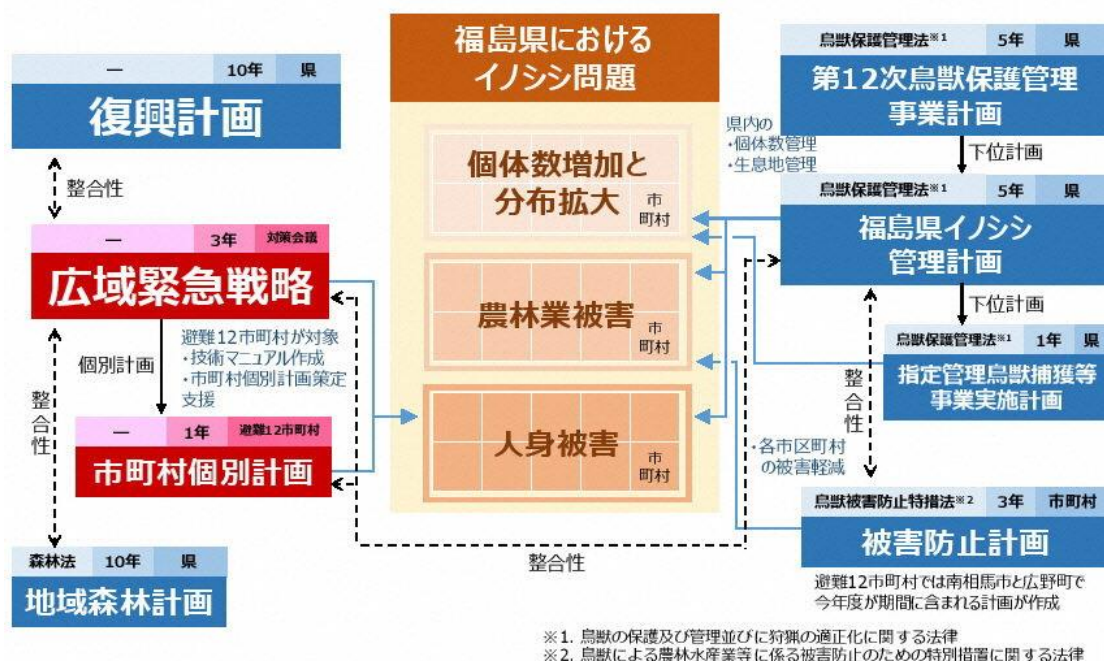 福島県における
イノシシ問題
― 10年 県
復興計画
整合性
― 3年 対策会議
広域緊急戦略
個別計画
避難12市町村が対象
・技術マニュアル作成
・市町村個別計画策定
支援
整合性
― 1年 避難12市町村
市町村個別計画
森林法 10年 県
地域森林計画
個体数増加と
分布拡大
市
町村
農林業被害
市
町村
人身被害
市
町村
整合性
鳥獣保護管理法※1 5年 県
第12次鳥獣保護管理
事業計画
県内の
・個体数管理
・生息地管理
下位計画
鳥獣保護管理法※1 5年 県
福島県イノシシ
管理計画
下位計画
鳥獣保護管理法※1 1年 県
指定管理鳥獣捕獲等
事業実施計画
整合性
・各市区町村
の被害軽減
鳥獣被害防止特措法※2 3年 市町村
被害防止計画
避難12市町村では南相馬市と広野町で
今年度が期間に含まれる計画が作成
※1. 鳥獣の保護及び管理並びに狩猟の適正化に関する法律
※2. 鳥獣による農林水産業等に係る被害防止のための特別措置に関する法律